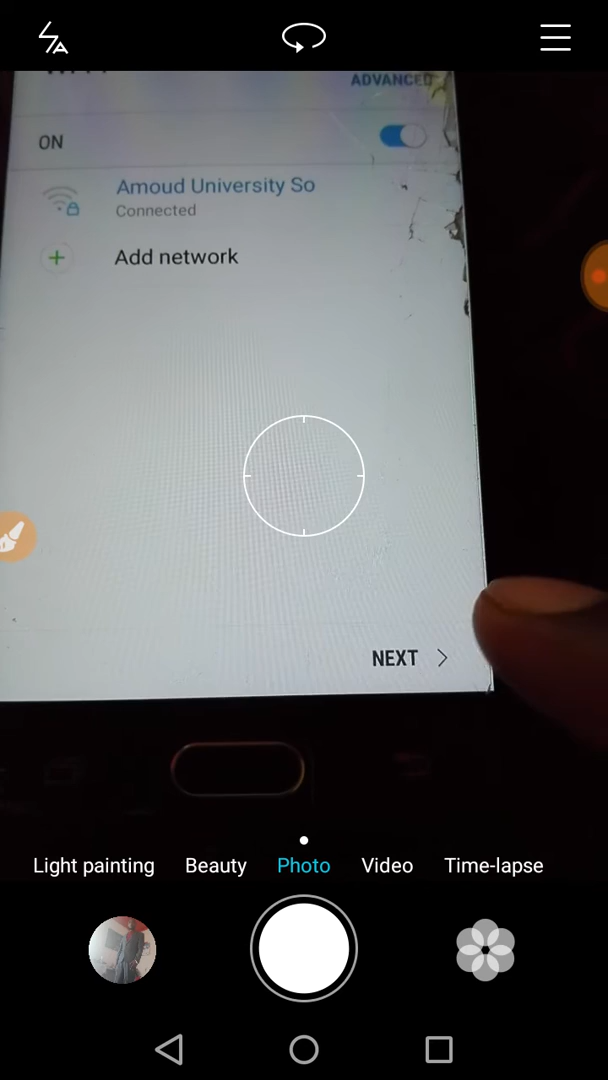 ADVANCED
ON
Amoud University So
Connected
Add network
NEXT
Light painting Beauty Photo Video Time-lapse